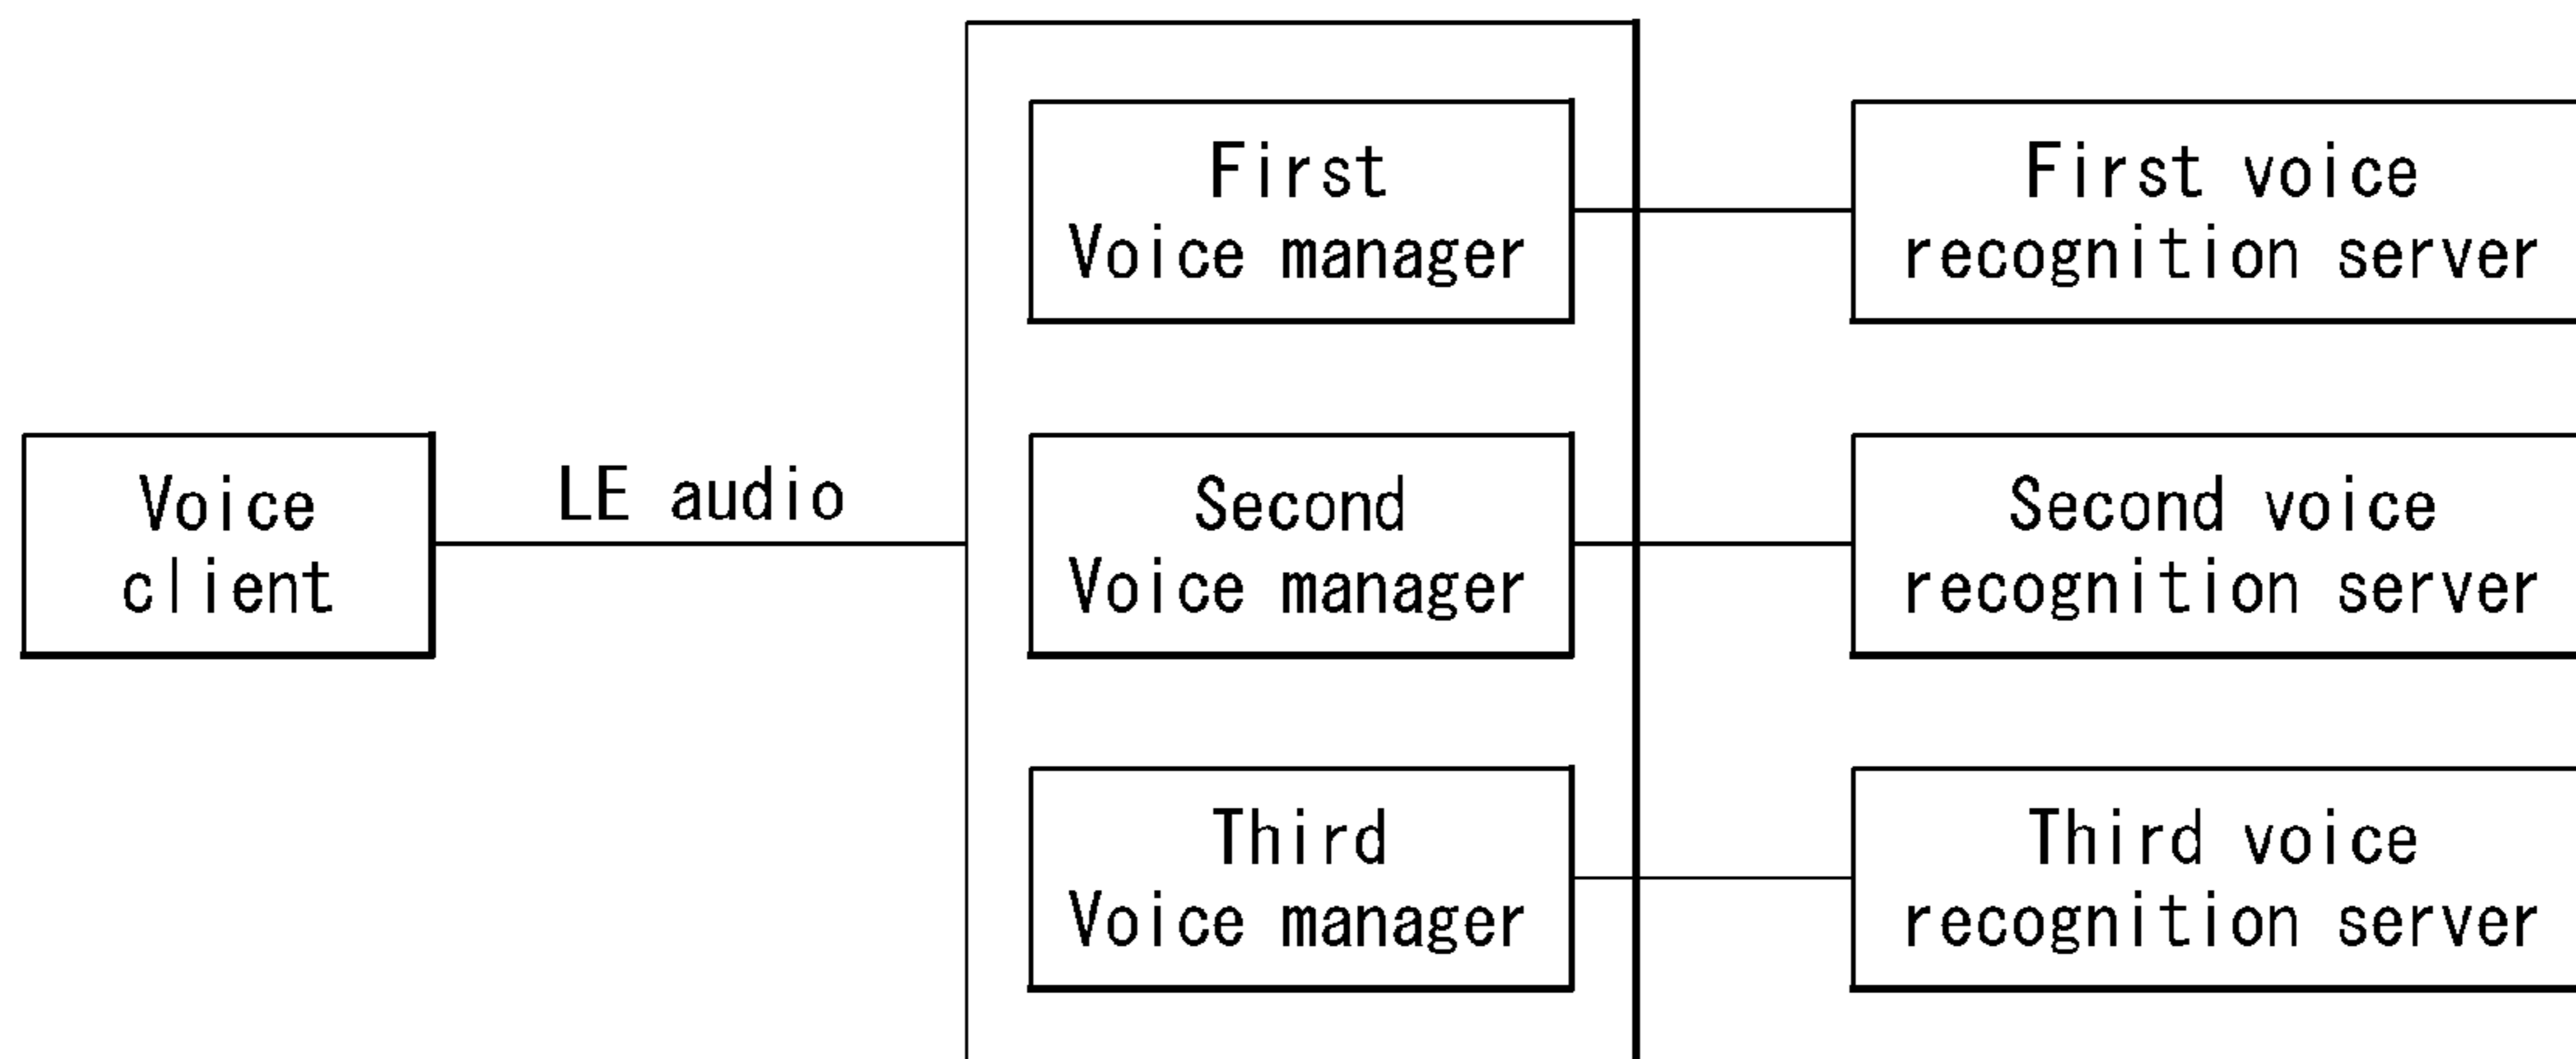 First
Voice manager
First voice
recognition server
Voice
client
LE audio
Second
Voice manager
Second voice
recognition server
Third
Voice manager
Third voice
recognition server